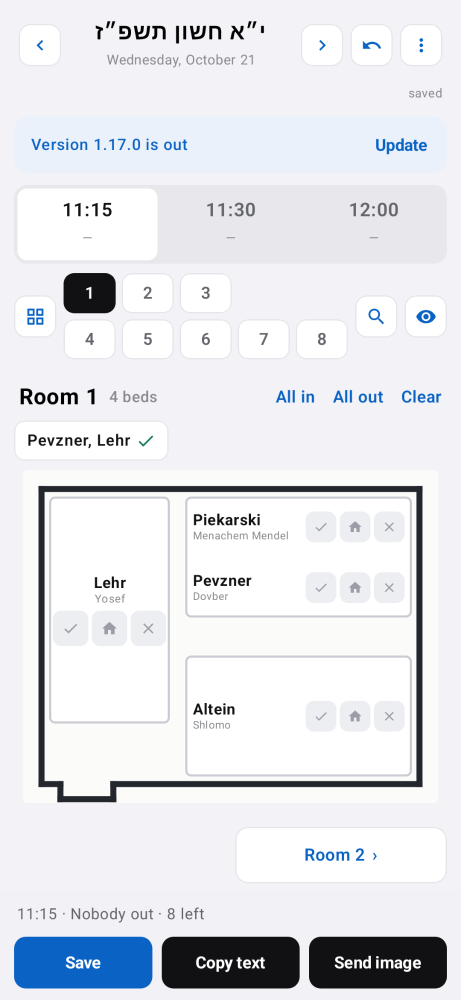 י״א חשון תשפ״ז
Wednesday, October 21
saved
Version 1.17.0 is out
Update
11:15
11:30
12:00
–
–
–
1
2
3
4
5
6
7
8
Room 1
4 beds
All in
All out
Clear
Pevzner, Lehr
Piekarski
Menachem Mendel
Lehr
Yosef
Pevzner
Dovber
Altein
Shlomo
Room 2 ›
11:15 · Nobody out · 8 left
Save
Copy text
Send image